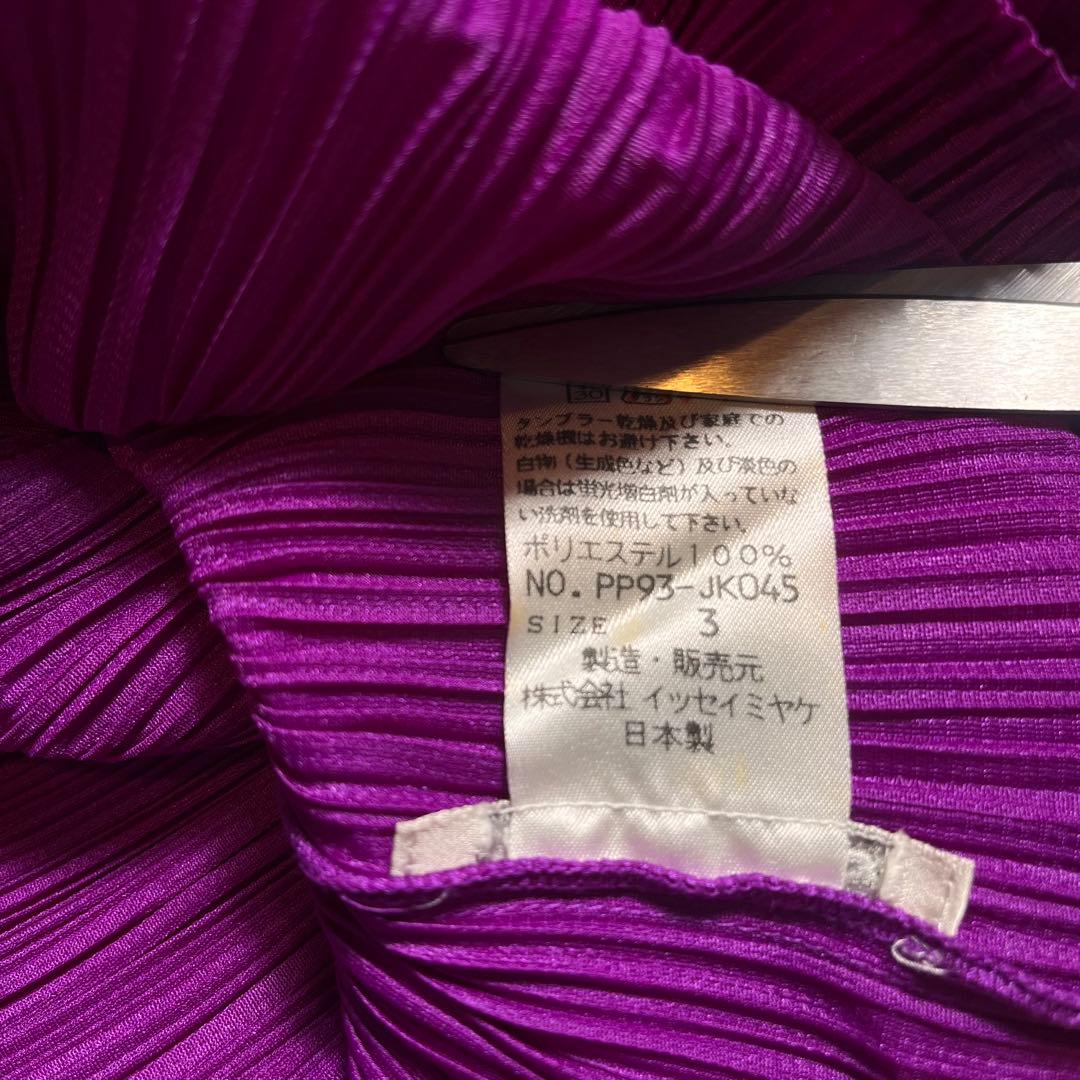 30
タンブラー乾燥及び家庭での
乾燥機はお避け下さい。
白物(生成色など)及び淡色の
場合は蛍光増白剤が入っていな
い洗剤を使用して下さい。
ポリエステル100%
NO. PP93-JK045
SIZE 3
製造・販売元
株式会社 イッセイミヤケ
日本製